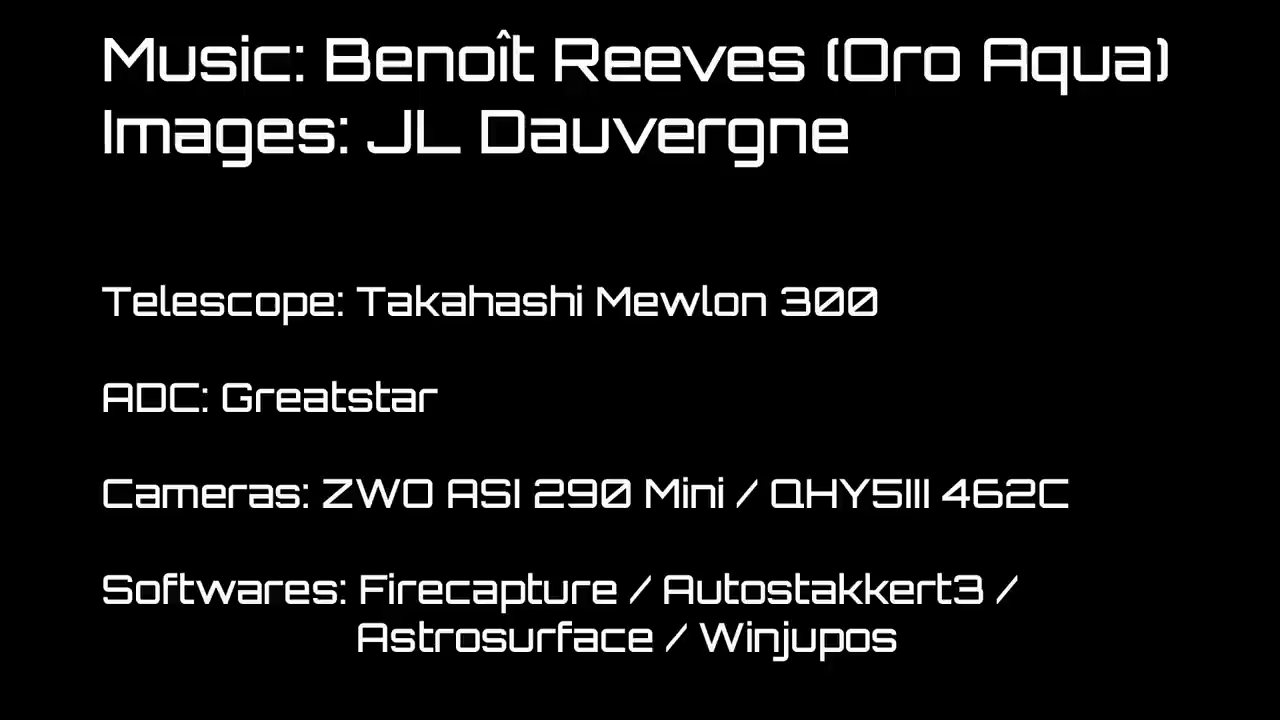 Music: Benoît Reeves (Oro Aqua)
Images: JL Dauvergne
Telescope: Takahashi Mewlon 300
ADC: Greatstar
Cameras: ZWO ASI 290 Mini / QHY5III 462C
Softwares: Firecapture / Autostakkert3 /
Astrosurface / Winjupos